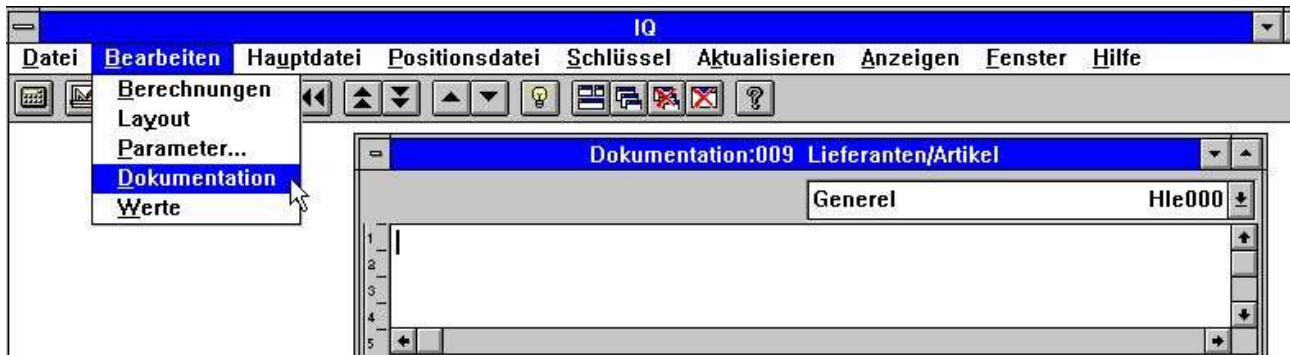 IQ
Datei Bearbeiten Hauptdatei Positionsdatei Schlüssel Aktualisieren Anzeigen Fenster Hilfe
Berechnungen
Layout
Parameter...
Dokumentation
Werte
Dokumentation:009 Lieferanten/Artikel
Generel Hle000
1
2
3
4
5